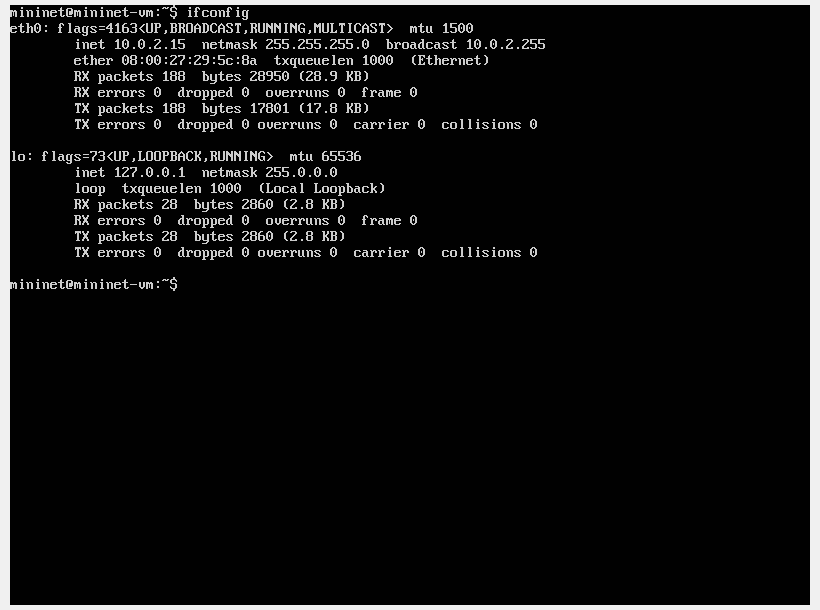 mininet@mininet-vm:~$ ifconfig
eth0: flags=4163<UP,BROADCAST,RUNNING,MULTICAST>  mtu 1500
        inet 10.0.2.15  netmask 255.255.255.0  broadcast 10.0.2.255
        ether 08:00:27:29:5c:8a  txqueuelen 1000  (Ethernet)
        RX packets 188  bytes 28950 (28.9 KB)
        RX errors 0  dropped 0  overruns 0  frame 0
        TX packets 188  bytes 17801 (17.8 KB)
        TX errors 0  dropped 0 overruns 0  carrier 0  collisions 0

lo: flags=73<UP,LOOPBACK,RUNNING>  mtu 65536
        inet 127.0.0.1  netmask 255.0.0.0
        loop  txqueuelen 1000  (Local Loopback)
        RX packets 28  bytes 2860 (2.8 KB)
        RX errors 0  dropped 0  overruns 0  frame 0
        TX packets 28  bytes 2860 (2.8 KB)
        TX errors 0  dropped 0 overruns 0  carrier 0  collisions 0

mininet@mininet-vm:~$